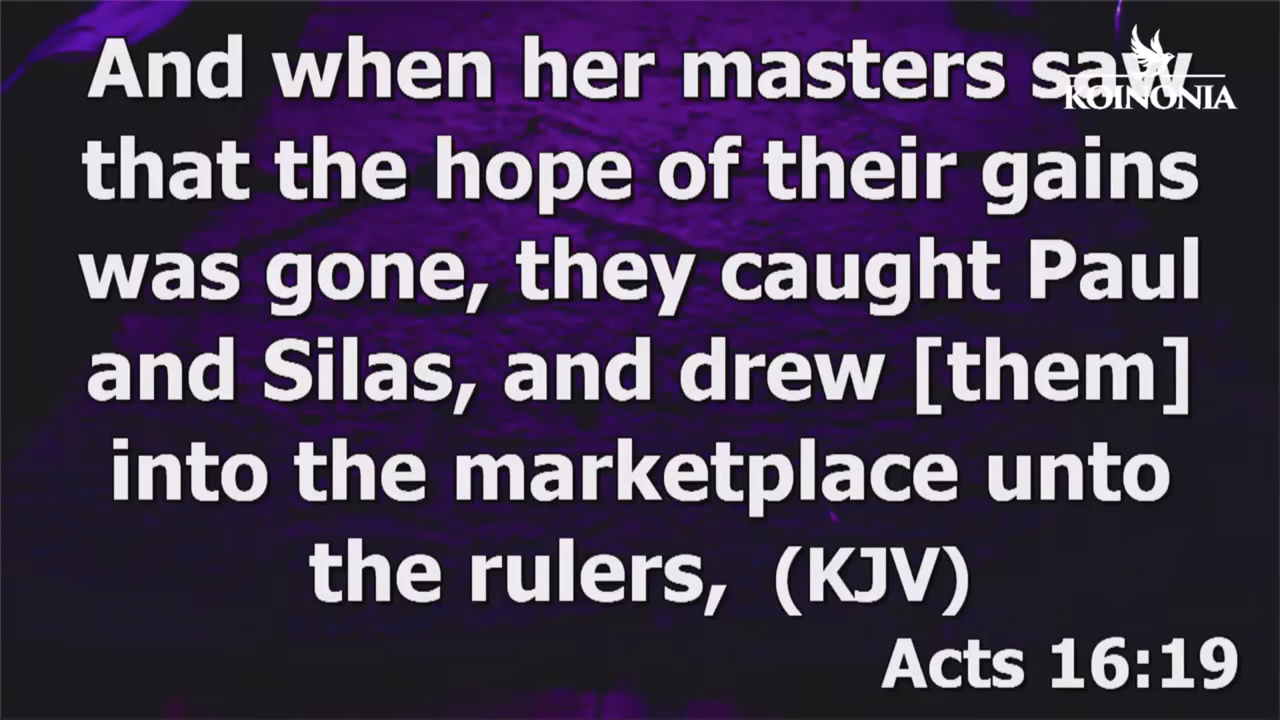 And when her masters saw
KOINONIA
that the hope of their gains
was gone, they caught Paul
and Silas, and drew [them]
into the marketplace unto
the rulers, (KJV)
Acts 16:19